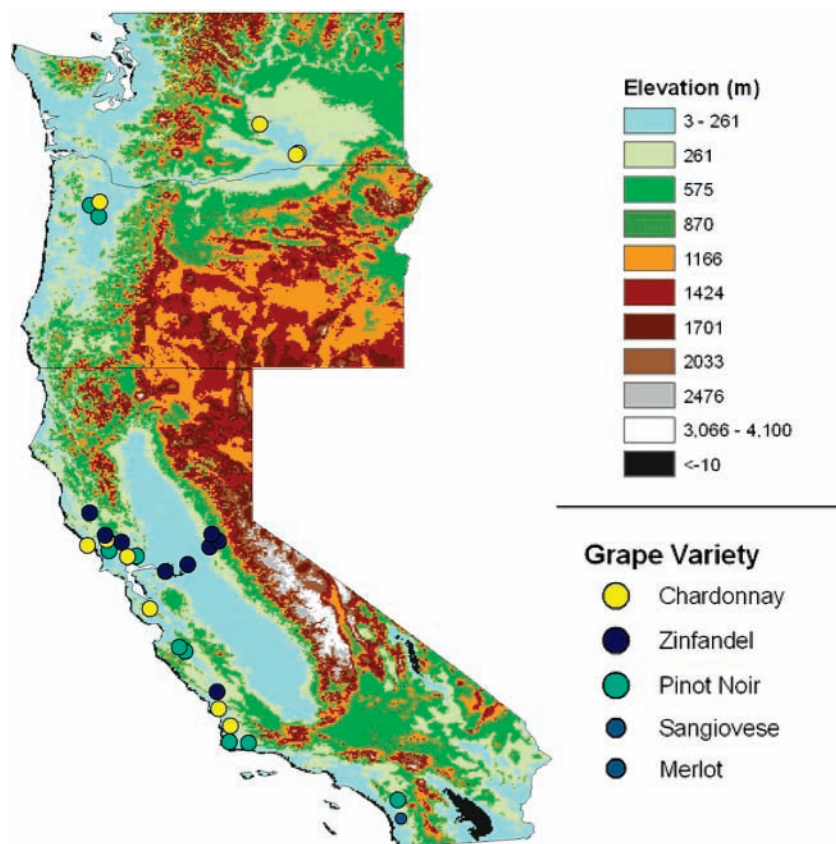 Elevation (m)
3 - 261
261
575
870
1166
1424
1701
2033
2476
3,066 - 4,100
<-10
Grape Variety
Chardonnay
Zinfandel
Pinot Noir
Sangiovese
Merlot